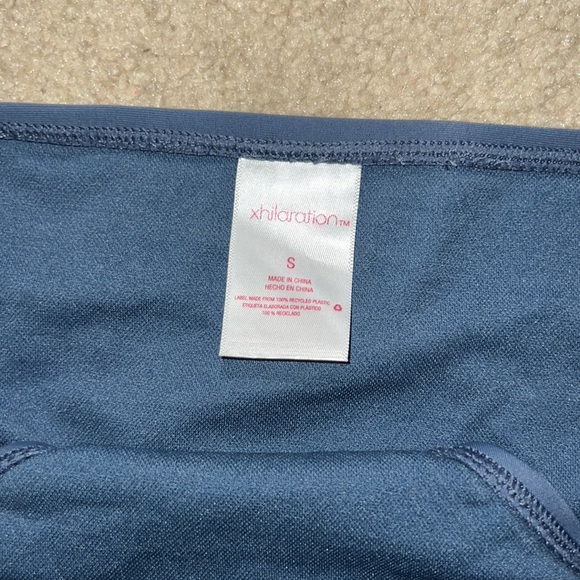 xhilaration™
S
MADE IN CHINA
HECHO EN CHINA
LABEL MADE FROM 100% RECYCLED PLASTIC
ETIQUETA ELABORADA CON PLÁSTICO
100 % RECICLADO